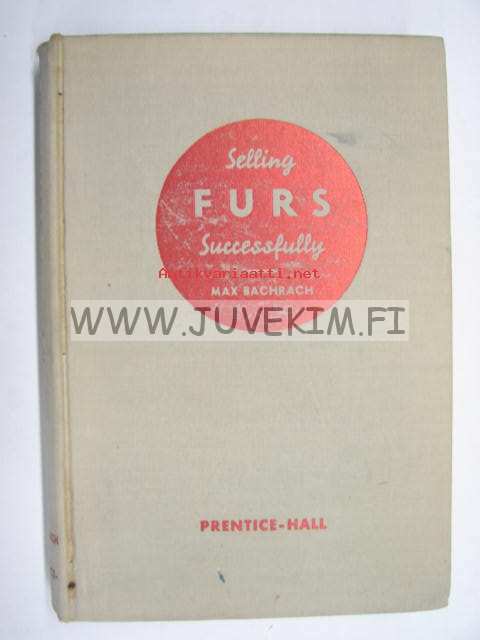 Selling
FURS
Successfully
Antikvariaatti.net
MAX BACHRACH
WWW.JUVEKIM.FI
PRENTICE-HALL